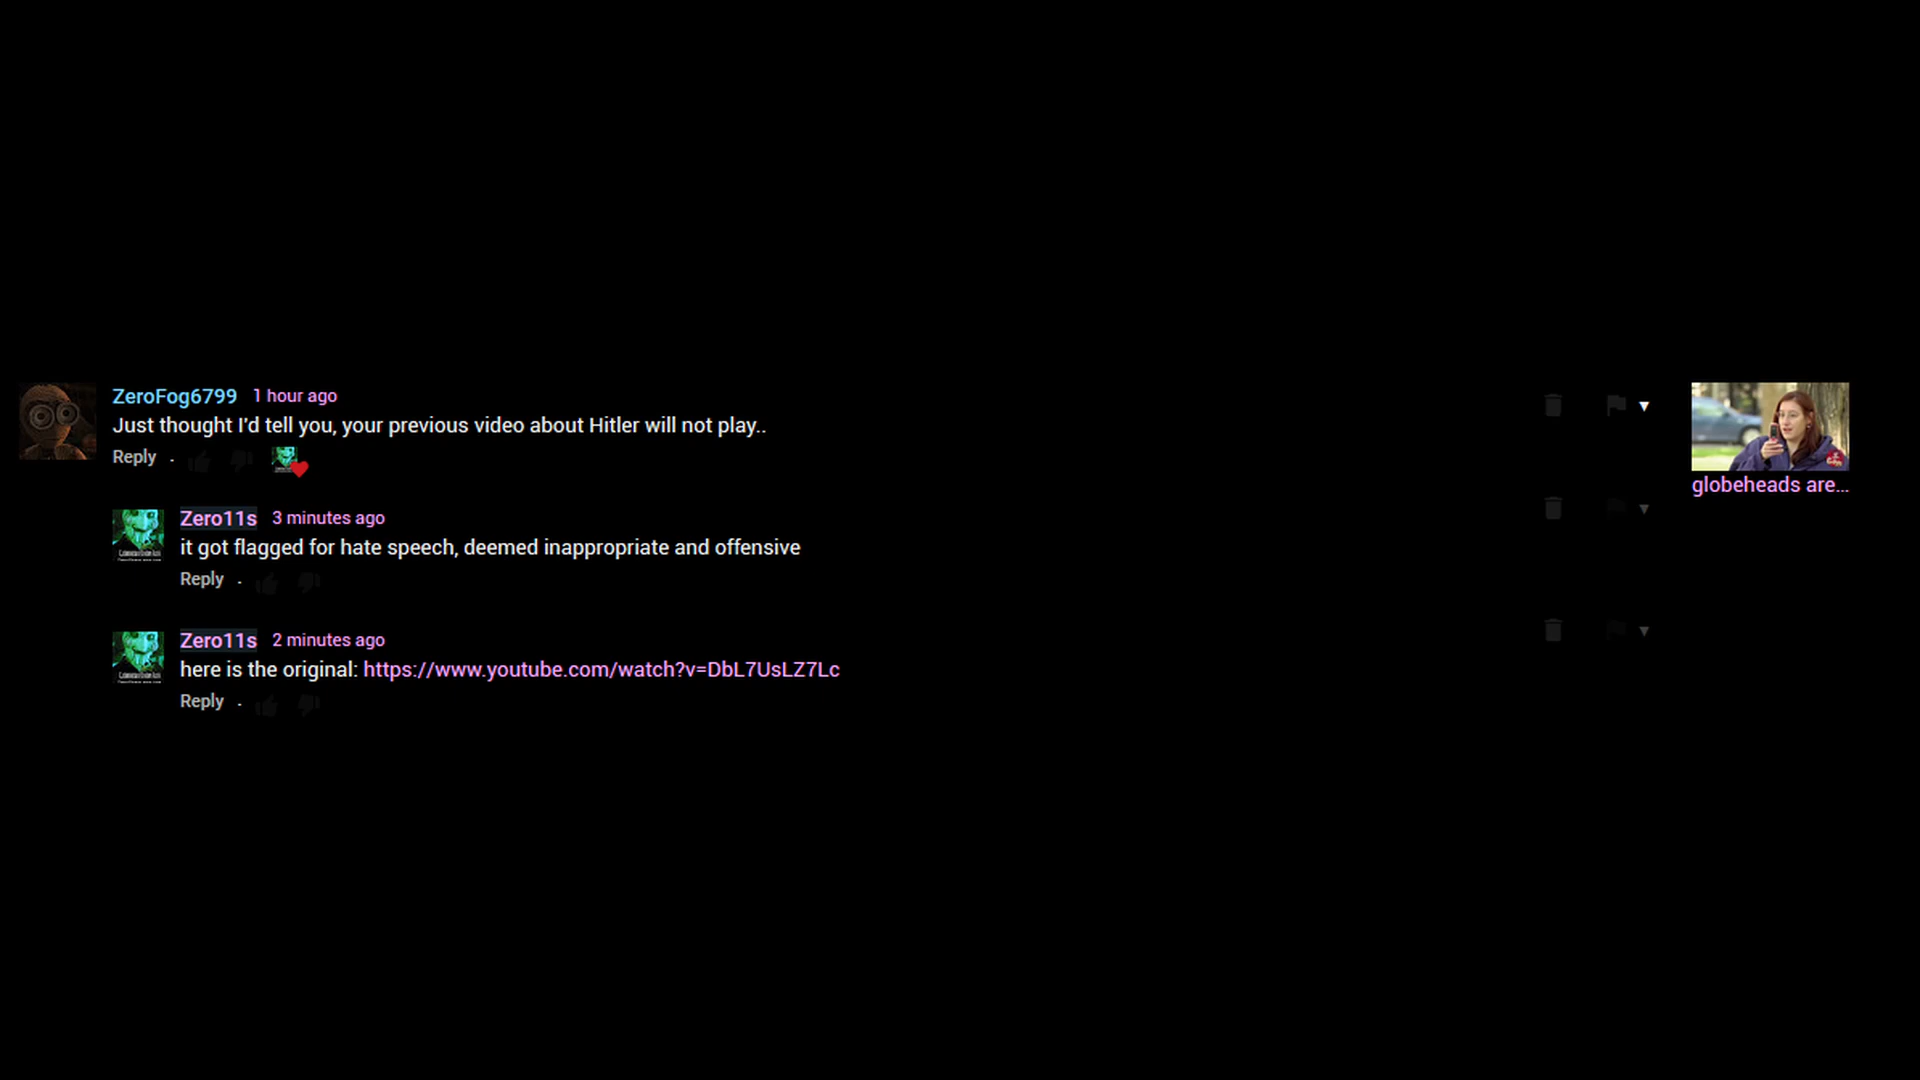 ZeroFog6799 1 hour ago
Just thought I'd tell you, your previous video about Hitler will not play..
Reply .
globeheads are...
Zero11s 3 minutes ago
it got flagged for hate speech, deemed inappropriate and offensive
Reply .
Zero11s 2 minutes ago
here is the original: https://www.youtube.com/watch?v=DbL7UsLZ7Lc
Reply .